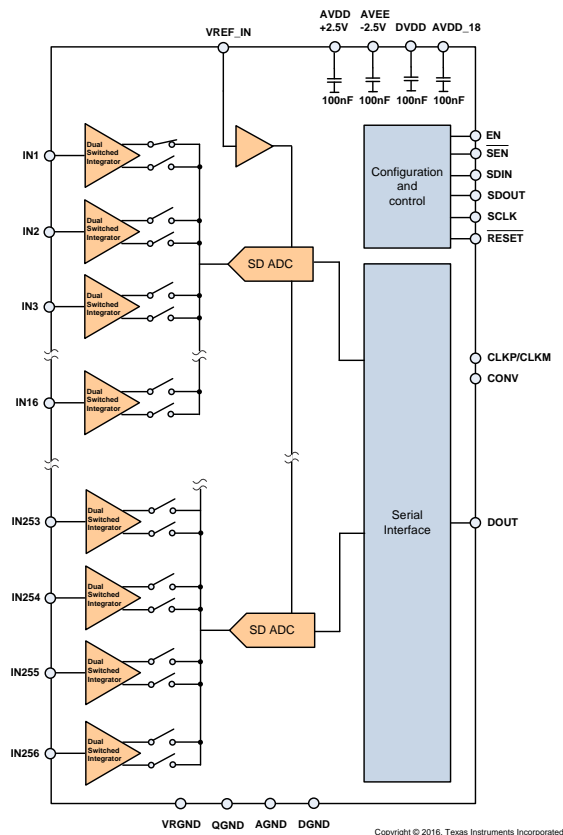 AVDD
+2.5V
AVEE
-2.5V
DVDD
AVDD_18
VREF_IN
100nF
100nF
100nF
100nF
IN1
Dual
Switched
Integrator
IN2
Dual
Switched
Integrator
IN3
Dual
Switched
Integrator
IN16
Dual
Switched
Integrator
SD ADC
Configuration
and
control
EN
SEN
SDIN
SDOUT
SCLK
RESET
CLKP/CLKM
CONV
IN253
Dual
Switched
Integrator
IN254
Dual
Switched
Integrator
IN255
Dual
Switched
Integrator
IN256
Dual
Switched
Integrator
SD ADC
Serial
Interface
DOUT
VRGND
QGND
AGND
DGND
Copyright © 2016, Texas Instruments Incorporated